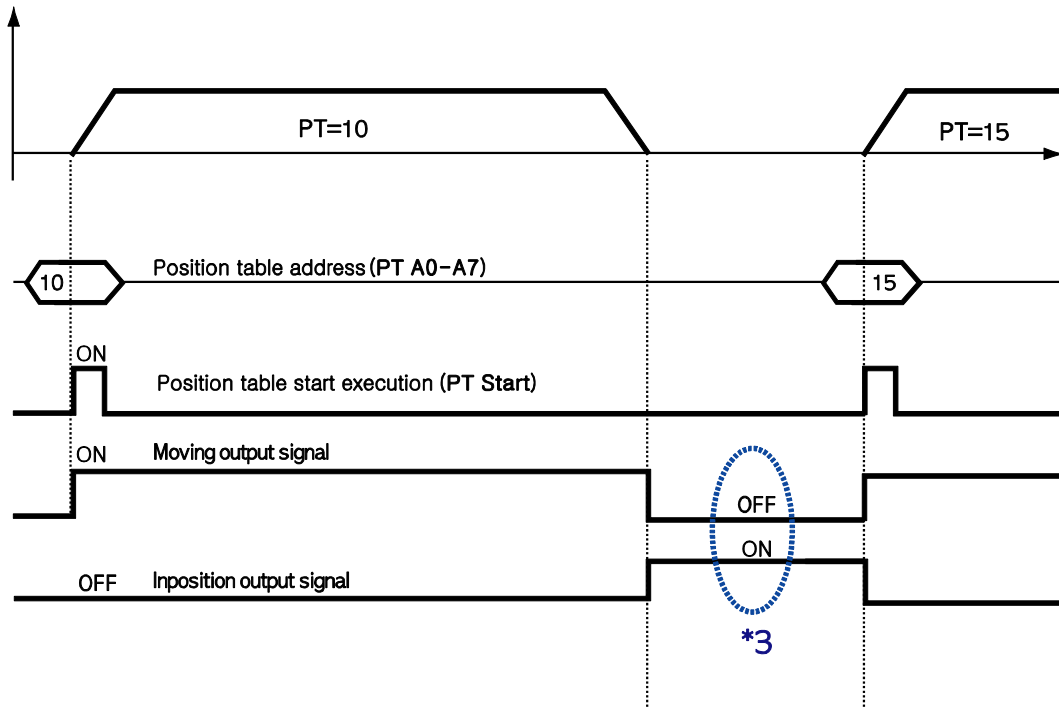 PT=10
PT=15
Position table address (PT A0-A7)
10
15
ON
Position table start execution (PT Start)
ON
Moving output signal
OFF
ON
OFF
Inposition output signal
*3